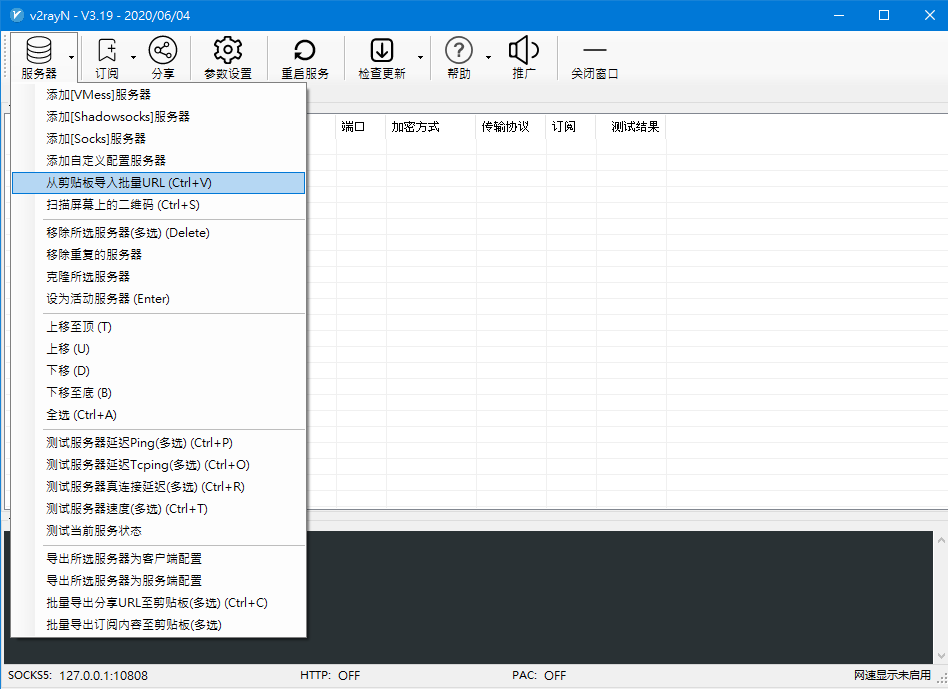 v2rayN - V3.19 - 2020/06/04
服务器 订阅 分享 参数设置 重启服务 检查更新 帮助 推广 关闭窗口
添加[VMess]服务器
添加[Shadowsocks]服务器
添加[Socks]服务器
添加自定义配置服务器
从剪贴板导入批量URL (Ctrl+V)
扫描屏幕上的二维码 (Ctrl+S)
移除所选服务器(多选) (Delete)
移除重复的服务器
克隆所选服务器
设为活动服务器 (Enter)
上移至顶 (T)
上移 (U)
下移 (D)
下移至底 (B)
全选 (Ctrl+A)
测试服务器延迟Ping(多选) (Ctrl+P)
测试服务器延迟Tcping(多选) (Ctrl+O)
测试服务器真连接延迟(多选) (Ctrl+R)
测试服务器速度(多选) (Ctrl+T)
测试当前服务状态
导出所选服务器为客户端配置
导出所选服务器为服务端配置
批量导出分享URL至剪贴板(多选) (Ctrl+C)
批量导出订阅内容至剪贴板(多选)
端口 加密方式 传输协议 订阅 测试结果
SOCKS5: 127.0.0.1:10808 HTTP: OFF PAC: OFF 网速显示未启用